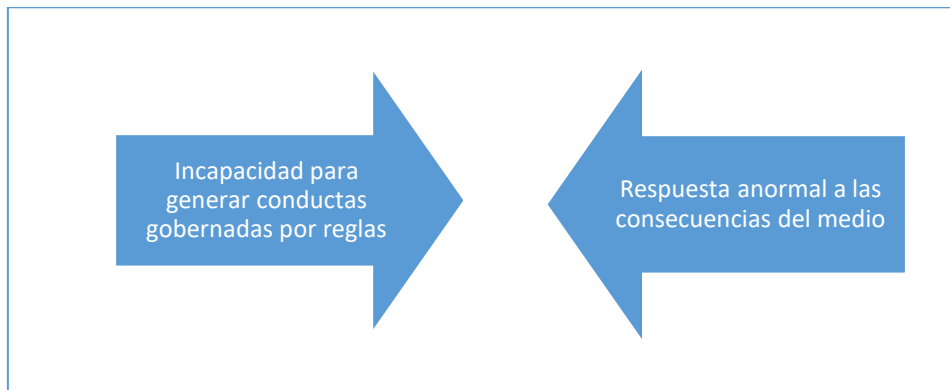 Incapacidad para
generar conductas
gobernadas por reglas
Respuesta anormal a las
consecuencias del medio